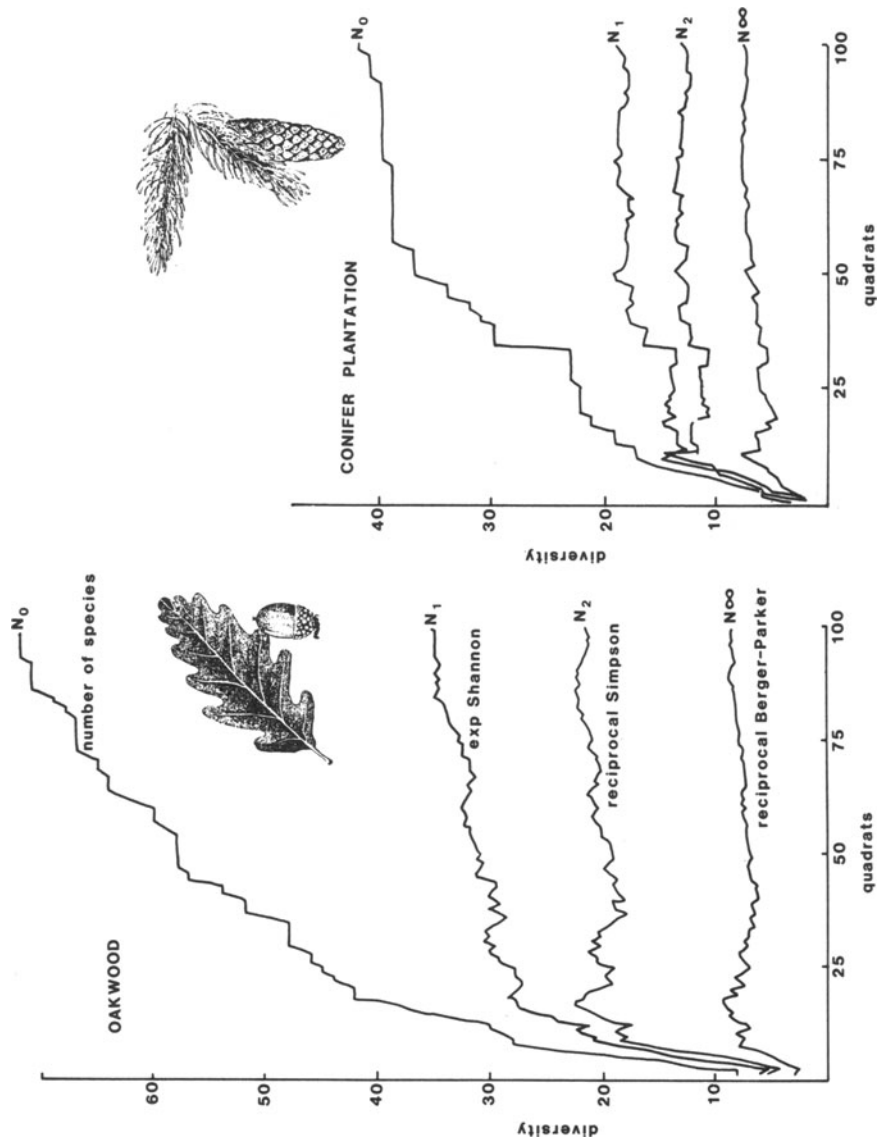 OAKWOOD
number of species
N0
N1
exp Shannon
N2
reciprocal Simpson
N∞
reciprocal Berger-Parker
diversity
60
50
40
30
20
10
25
50
75
100
quadrats
CONIFER PLANTATION
N0
N1
N2
N∞
diversity
40
30
20
10
25
50
75
100
quadrats